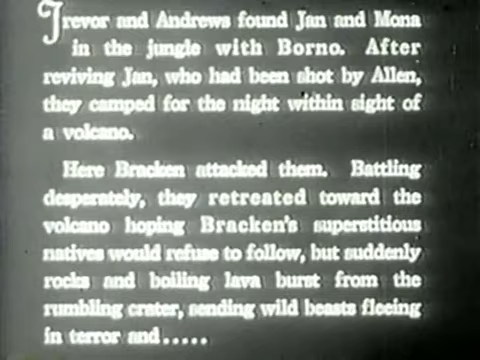 Trevor and Andrews found Jan and Mona
in the jungle with Borno. After
reviving Jan, who had been shot by Allen,
they camped for the night within sight of
a volcano.
Here Bracken attacked them. Battling
desperately, they retreated toward the
volcano hoping Bracken's superstitious
natives would refuse to follow, but suddenly
rocks and boiling lava burst from the
rumbling crater, sending wild beasts fleeing
in terror and.....